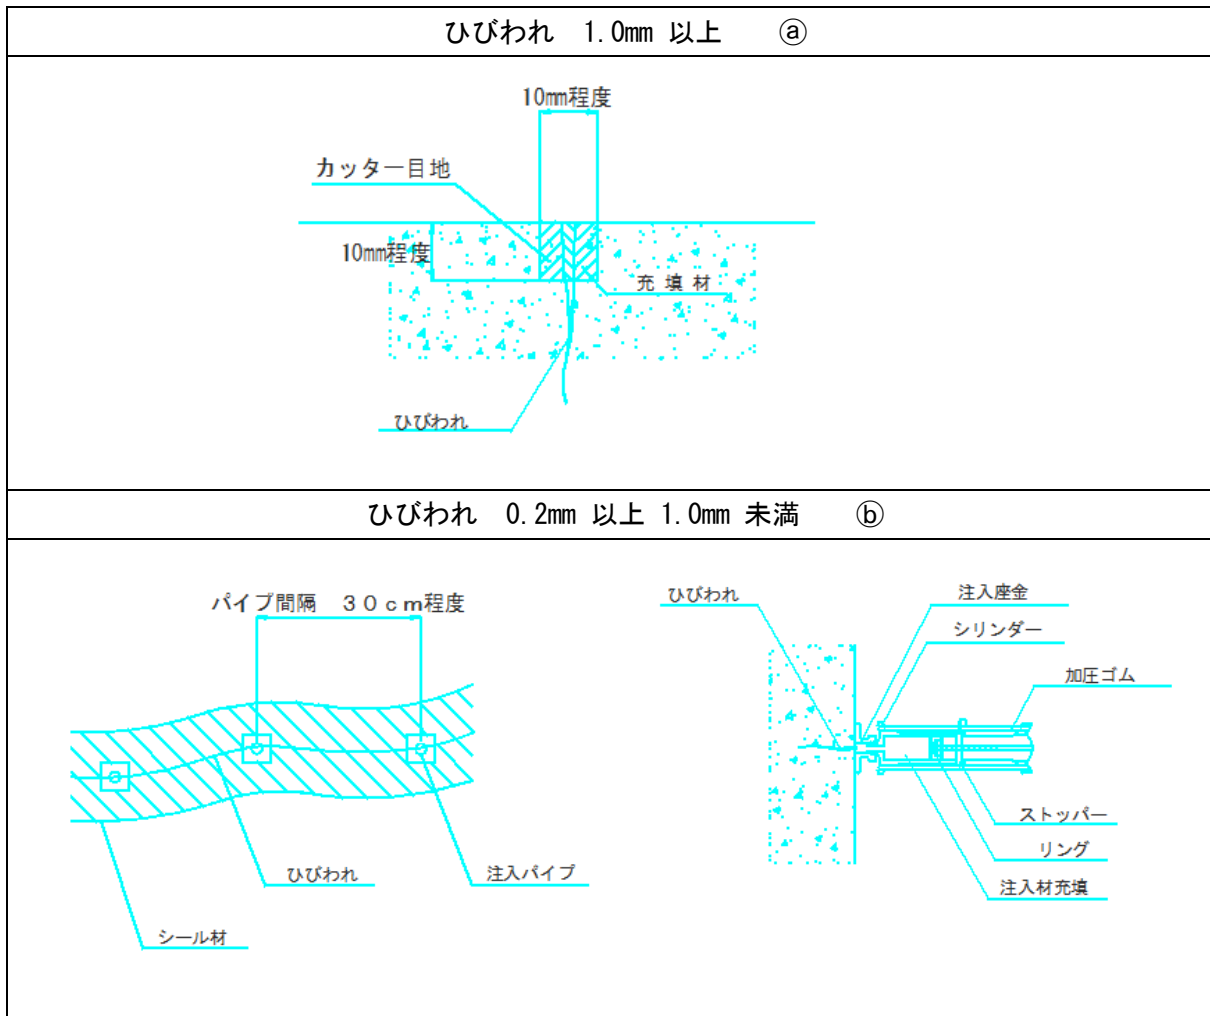 ひびわれ 1.0mm 以上 ⓐ
10mm程度
カッター目地
10mm程度
充填材
ひびわれ
ひびわれ 0.2mm 以上 1.0mm 未満 ⓑ
パイプ間隔 30cm程度
ひびわれ
注入パイプ
シール材
ひびわれ
注入座金
シリンダー
加圧ゴム
ストッパー
リング
注入材充填